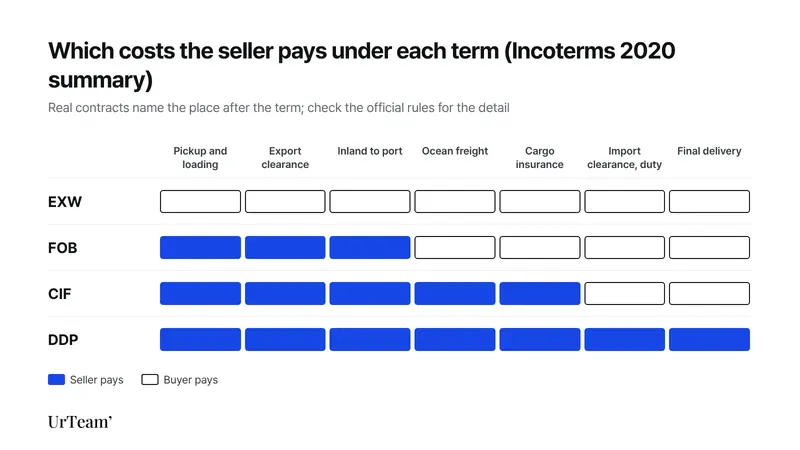 Which costs the seller pays under each term (Incoterms 2020
summary)
Real contracts name the place after the term; check the official rules for the detail
Pickup and
loading
Export
clearance
Inland to port
Ocean freight
Cargo
insurance
Import
clearance, duty
Final delivery
EXW
FOB
CIF
DDP
Seller pays
Buyer pays
UrTeam’